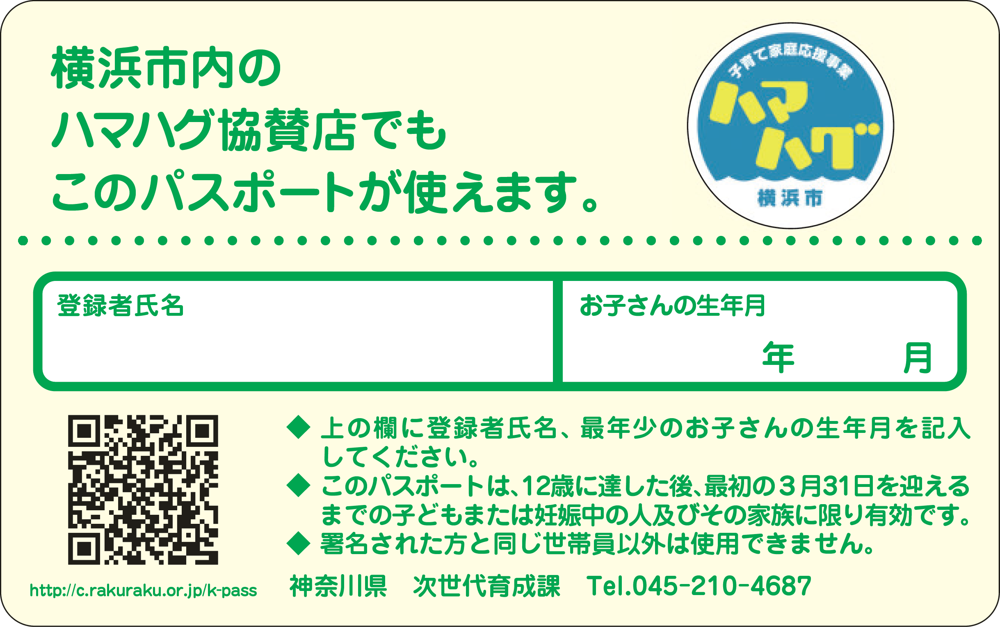 横浜市内の
ハマハグ協賛店でも
このパスポートが使えます。
子育て家庭応援事業
ハマ
ハグ
横浜市
登録者氏名
お子さんの生年月
年 月
◆ 上の欄に登録者氏名、最年少のお子さんの生年月を記入
してください。
◆ このパスポートは、12歳に達した後、最初の3月31日を迎える
までの子どもまたは妊娠中の人及びその家族に限り有効です。
◆ 署名された方と同じ世帯員以外は使用できません。
http://c.rakuraku.or.jp/k-pass
神奈川県 次世代育成課 Tel.045-210-4687